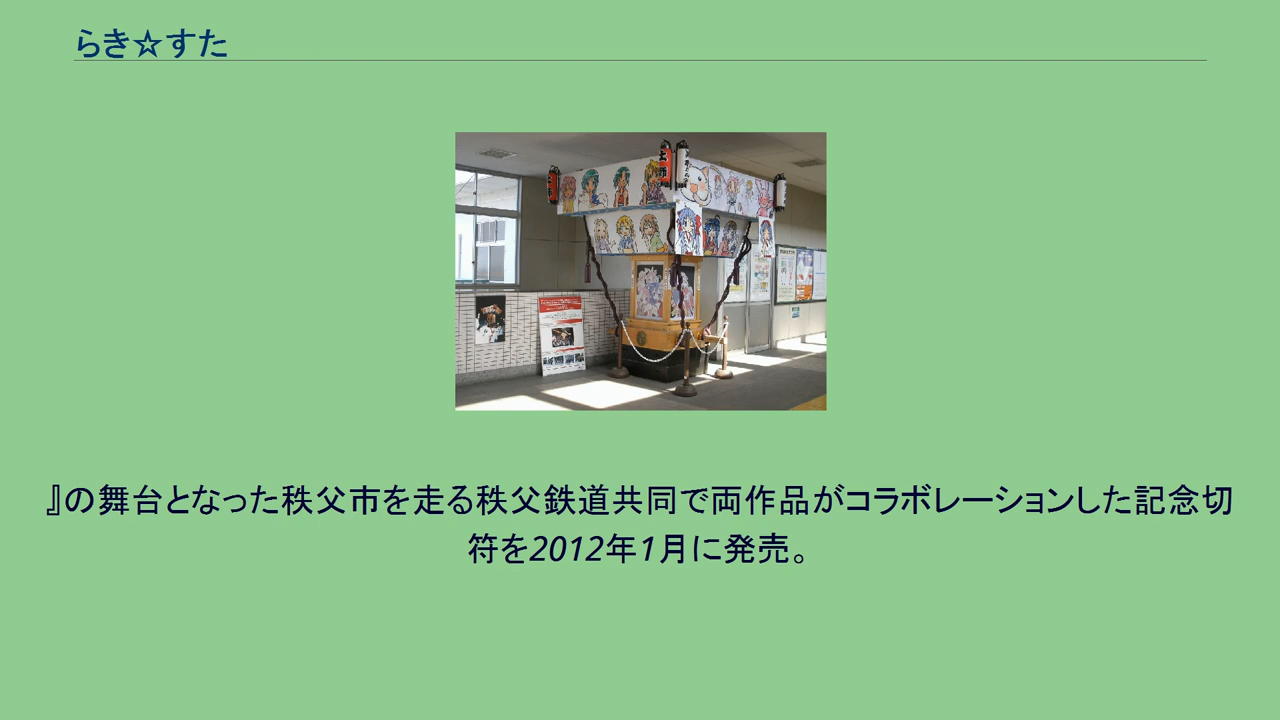 らき☆すた
』の舞台となった秩父市を走る秩父鉄道共同で両作品がコラボレーションした記念切
符を2012年1月に発売。